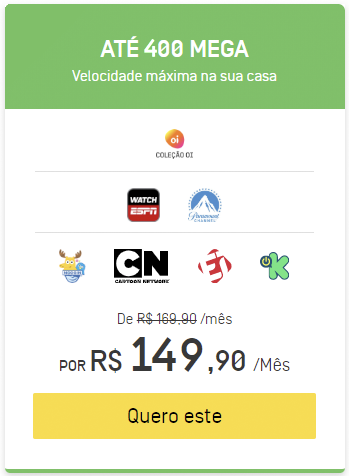 ATÉ 400 MEGA
Velocidade máxima na sua casa
oi
COLEÇÃO OI
WATCH
ESPN
Paramount
CHANNEL
CN
CARTOON NETWORK
De R$ 169,90 /mês
POR R$ 149,90 /Mês
Quero este